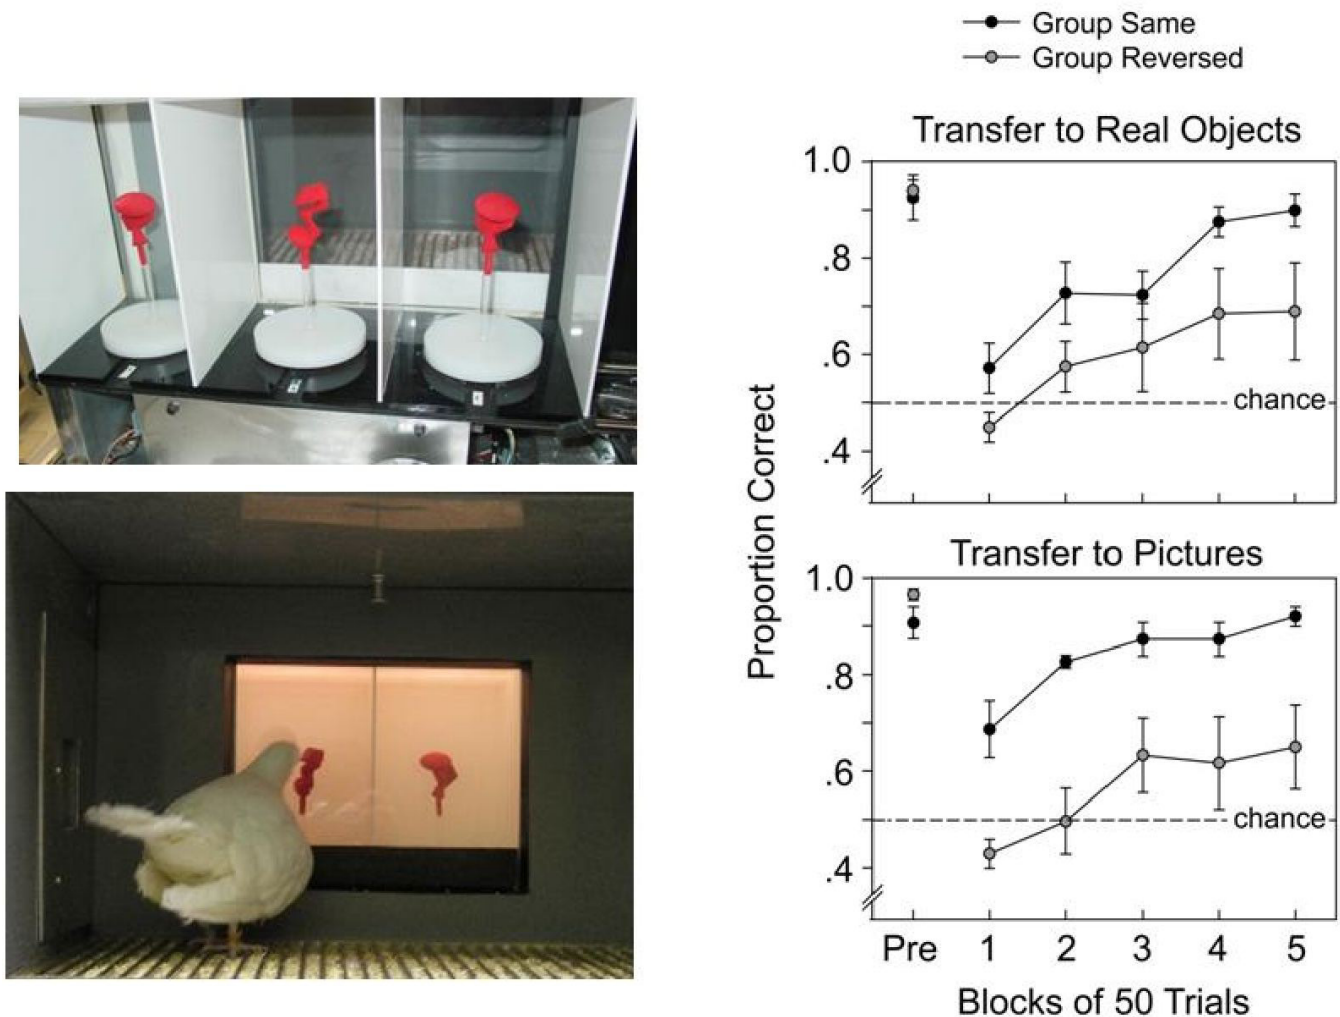 Group Same
Group Reversed
Transfer to Real Objects
1.0
.8
.6
chance
.4
Proportion Correct
Transfer to Pictures
1.0
.8
.6
chance
.4
Pre 1 2 3 4 5
Blocks of 50 Trials